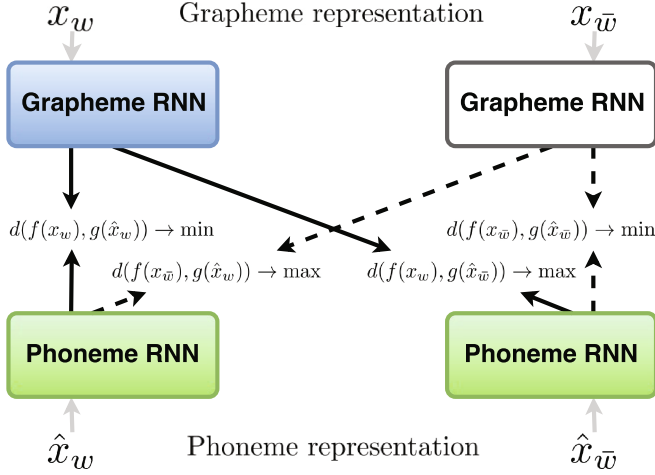 x_w Grapheme representation x_w̄
Grapheme RNN Grapheme RNN
d(f(x_w), g(x̂_w)) → min d(f(x_w̄), g(x̂_w̄)) → min
d(f(x_w̄), g(x̂_w)) → max d(f(x_w), g(x̂_w̄)) → max
Phoneme RNN Phoneme RNN
x̂_w Phoneme representation x̂_w̄